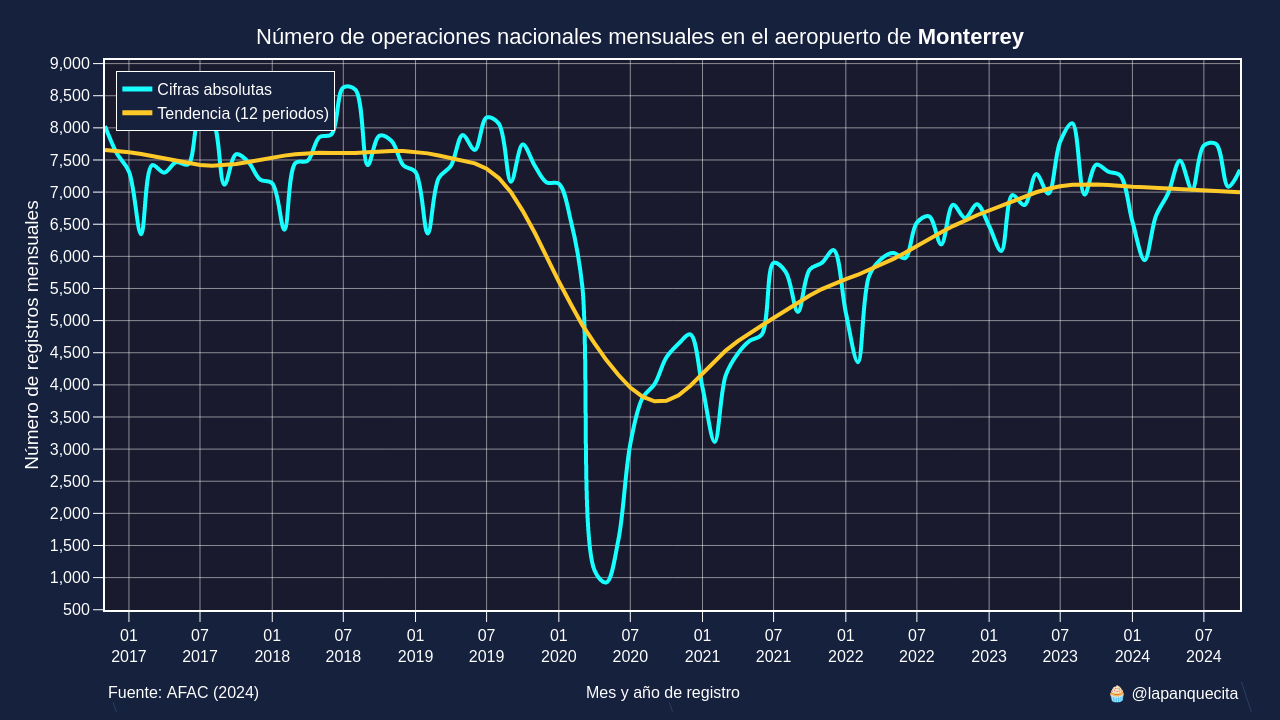 Número de operaciones nacionales mensuales en el aeropuerto de Monterrey
Cifras absolutas
Tendencia (12 periodos)
Número de registros mensuales
9,000
8,500
8,000
7,500
7,000
6,500
6,000
5,500
5,000
4,500
4,000
3,500
3,000
2,500
2,000
1,500
1,000
500
01 07 01 07 01 07 01 07 01 07 01 07 01 07 01 07
2017 2017 2018 2018 2019 2019 2020 2020 2021 2021 2022 2022 2023 2023 2024 2024
Fuente: AFAC (2024)
Mes y año de registro
🧁 @lapanquecita